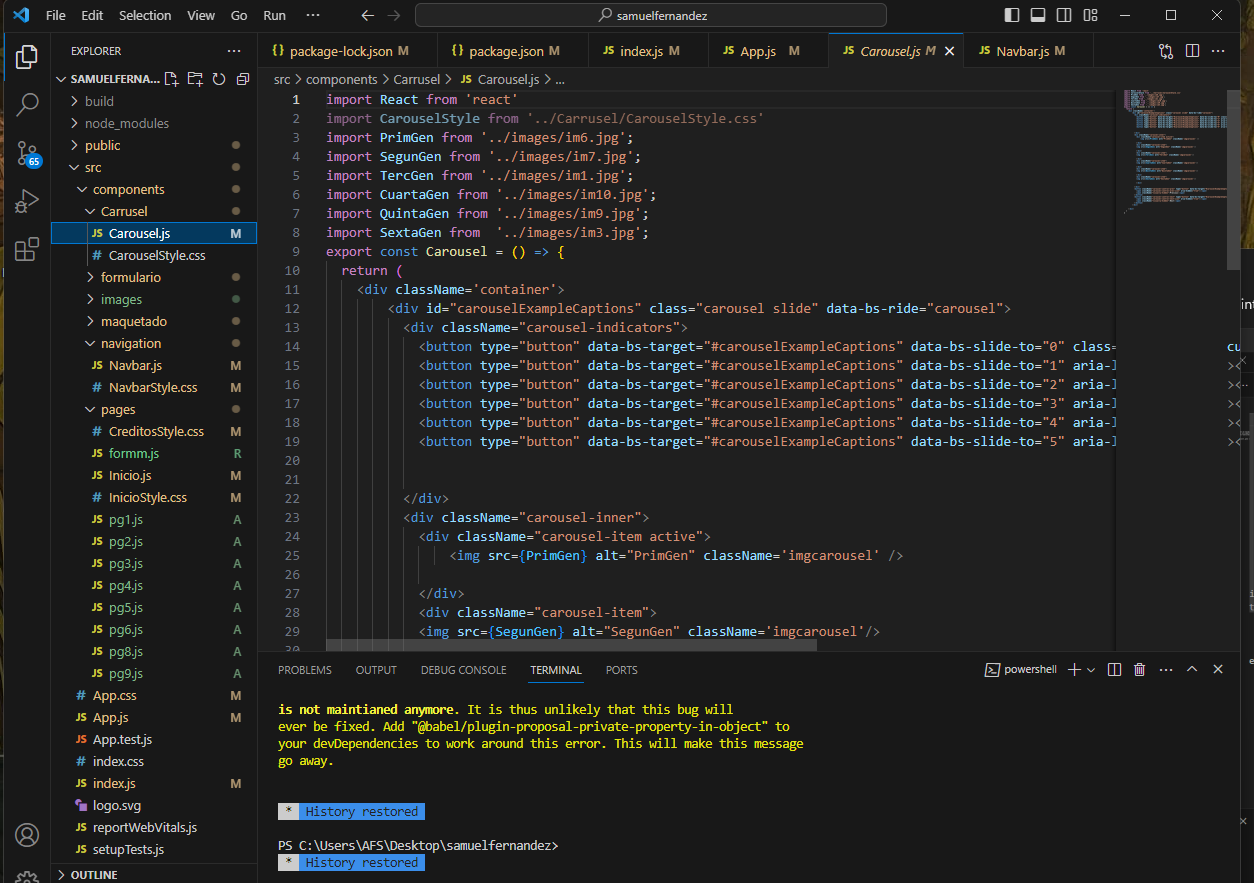 File Edit Selection View Go Run ··· samuelfernandez
EXPLORER ···
SAMUELFERNA...
build
node_modules
public
src
components
Carrusel
JS Carousel.js M
# CarouselStyle.css
formulario
images
maquetado
navigation
JS Navbar.js M
# NavbarStyle.css M
pages
# CreditosStyle.css M
JS formm.js R
JS Inicio.js M
# InicioStyle.css M
JS pg1.js A
JS pg2.js A
JS pg3.js A
JS pg4.js A
JS pg5.js A
JS pg6.js A
JS pg8.js A
JS pg9.js A
# App.css M
JS App.js M
JS App.test.js
# index.css
JS index.js M
logo.svg
JS reportWebVitals.js
JS setupTests.js
OUTLINE
65
{} package-lock.json M {} package.json M JS index.js M JS App.js M JS Carousel.js M JS Navbar.js M
src > components > Carrusel > JS Carousel.js > ...
1 import React from 'react'
2 import CarouselStyle from '../Carrusel/CarouselStyle.css'
3 import PrimGen from '../images/im6.jpg';
4 import SegunGen from '../images/im7.jpg';
5 import TercGen from '../images/im1.jpg';
6 import CuartaGen from '../images/im10.jpg';
7 import QuintaGen from '../images/im9.jpg';
8 import SextaGen from  '../images/im3.jpg';
9 export const Carousel = () => {
10 return (
11 <div className='container'>
12 <div id="carouselExampleCaptions" class="carousel slide" data-bs-ride="carousel">
13 <div className="carousel-indicators">
14 <button type="button" data-bs-target="#carouselExampleCaptions" data-bs-slide-to="0" class=
15 <button type="button" data-bs-target="#carouselExampleCaptions" data-bs-slide-to="1" aria-l
16 <button type="button" data-bs-target="#carouselExampleCaptions" data-bs-slide-to="2" aria-l
17 <button type="button" data-bs-target="#carouselExampleCaptions" data-bs-slide-to="3" aria-l
18 <button type="button" data-bs-target="#carouselExampleCaptions" data-bs-slide-to="4" aria-l
19 <button type="button" data-bs-target="#carouselExampleCaptions" data-bs-slide-to="5" aria-l
20
21
22 </div>
23 <div className="carousel-inner">
24 <div className="carousel-item active">
25 <img src={PrimGen} alt="PrimGen" className='imgcarousel' />
26
27 </div>
28 <div className="carousel-item">
29 <img src={SegunGen} alt="SegunGen" className='imgcarousel'/>
30
PROBLEMS OUTPUT DEBUG CONSOLE TERMINAL PORTS powershell
is not maintianed anymore. It is thus unlikely that this bug will
ever be fixed. Add "@babel/plugin-proposal-private-property-in-object" to
your devDependencies to work around this error. This will make this message
go away.
* History restored
PS C:\Users\AFS\Desktop\samuelfernandez>
* History restored